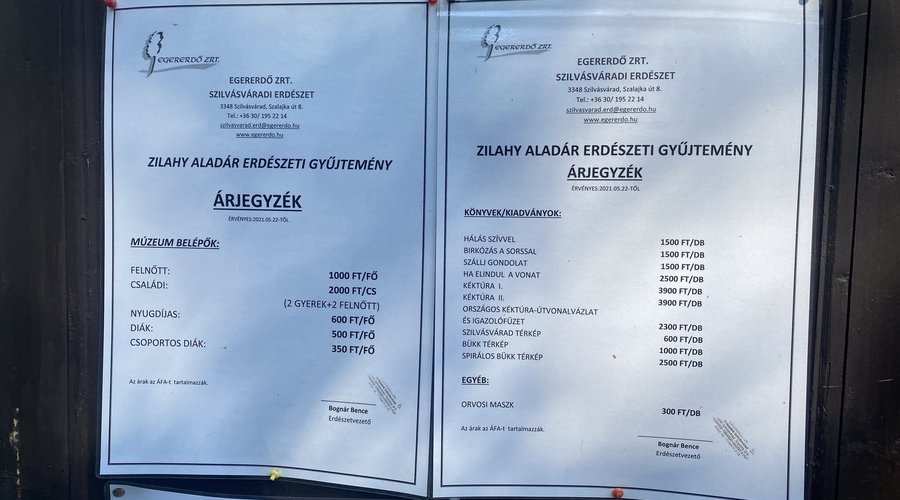 EGERERDŐ ZRT.
EGERERDŐ ZRT.
SZILVÁSVÁRADI ERDÉSZET
3348 Szilvásvárad, Szalajka út 8.
Tel.: +36 30/ 195 22 14
szilvasvarad.erd@egererdo.hu
www.egererdo.hu
ZILAHY ALADÁR ERDÉSZETI GYŰJTEMÉNY
ÁRJEGYZÉK
ÉRVÉNYES:2021.05.22-TŐL
MÚZEUM BELÉPŐK:
FELNŐTT: 1000 FT/FŐ
CSALÁDI: 2000 FT/CS
(2 GYEREK+2 FELNŐTT)
NYUGDÍJAS: 600 FT/FŐ
DIÁK: 500 FT/FŐ
CSOPORTOS DIÁK: 350 FT/FŐ
Az árak az ÁFA-t tartalmazzák.
Bognár Bence
Erdészetvezető
EGERERDŐ ZRT.
EGERERDŐ ZRT.
SZILVÁSVÁRADI ERDÉSZET
3348 Szilvásvárad, Szalajka út 8.
Tel.: +36 30/ 195 22 14
szilvasvarad.erd@egererdo.hu
www.egererdo.hu
ZILAHY ALADÁR ERDÉSZETI GYŰJTEMÉNY
ÁRJEGYZÉK
ÉRVÉNYES:2021.05.22-TŐL
KÖNYVEK/KIADVÁNYOK:
HÁLÁS SZÍVVEL 1500 FT/DB
BIRKÓZÁS A SORSSAL 1500 FT/DB
SZÁLLJ GONDOLAT 1500 FT/DB
HA ELINDUL A VONAT 2500 FT/DB
KÉKTÚRA I. 3900 FT/DB
KÉKTÚRA II. 3900 FT/DB
ORSZÁGOS KÉKTÚRA-ÚTVONALVÁZLAT
ÉS IGAZOLÓFÜZET 2300 FT/DB
SZILVÁSVÁRAD TÉRKÉP 600 FT/DB
BÜKK TÉRKÉP 1000 FT/DB
SPIRÁLOS BÜKK TÉRKÉP 2500 FT/DB
EGYÉB:
ORVOSI MASZK 300 FT/DB
Az árak az ÁFA-t tartalmazzák.
Bognár Bence
Erdészetvezető